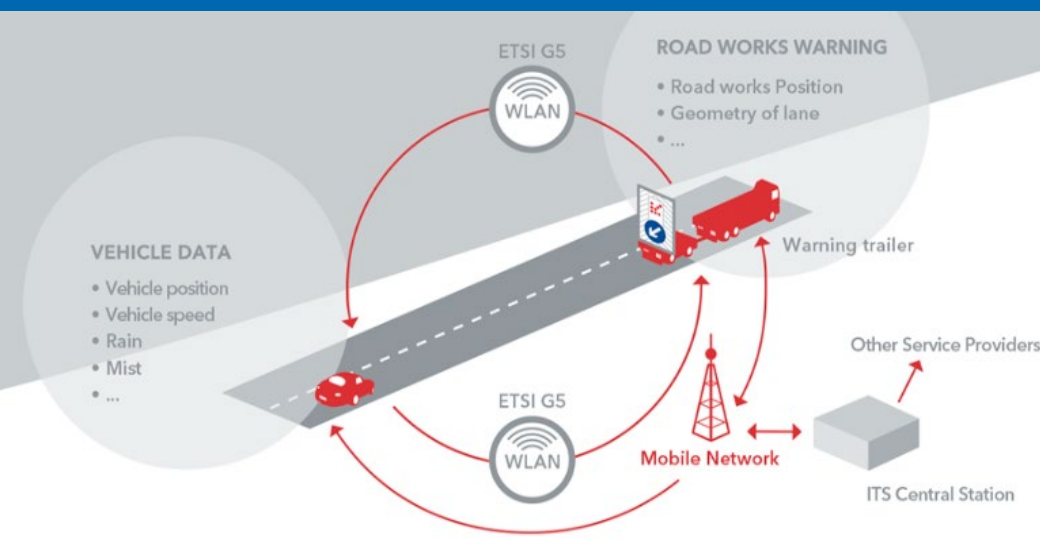 ETSI G5
WLAN
ROAD WORKS WARNING
• Road works Position
• Geometry of lane
• ...
VEHICLE DATA
• Vehicle position
• Vehicle speed
• Rain
• Mist
• ...
Warning trailer
Other Service Providers
ETSI G5
WLAN
Mobile Network
ITS Central Station